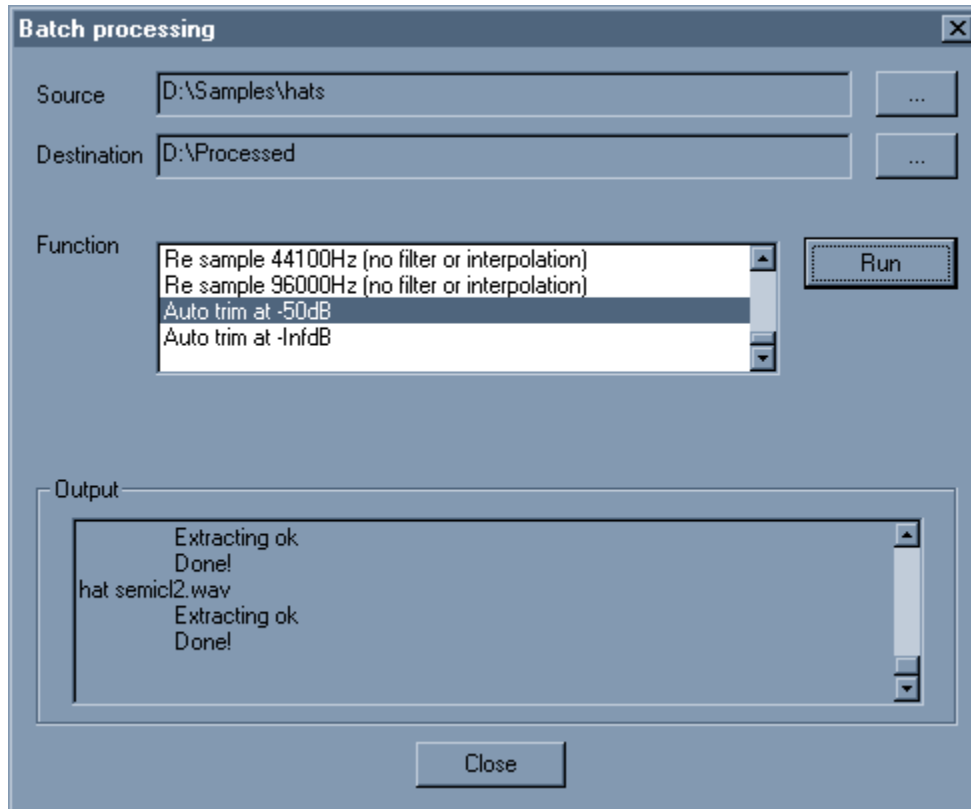 Batch processing
Source D:\Samples\hats ...
Destination D:\Processed ...
Function
Re sample 44100Hz (no filter or interpolation)
Re sample 96000Hz (no filter or interpolation)
Auto trim at -50dB
Auto trim at -InfdB
Run
Output
Extracting ok
Done!
hat semicl2.wav
Extracting ok
Done!
Close